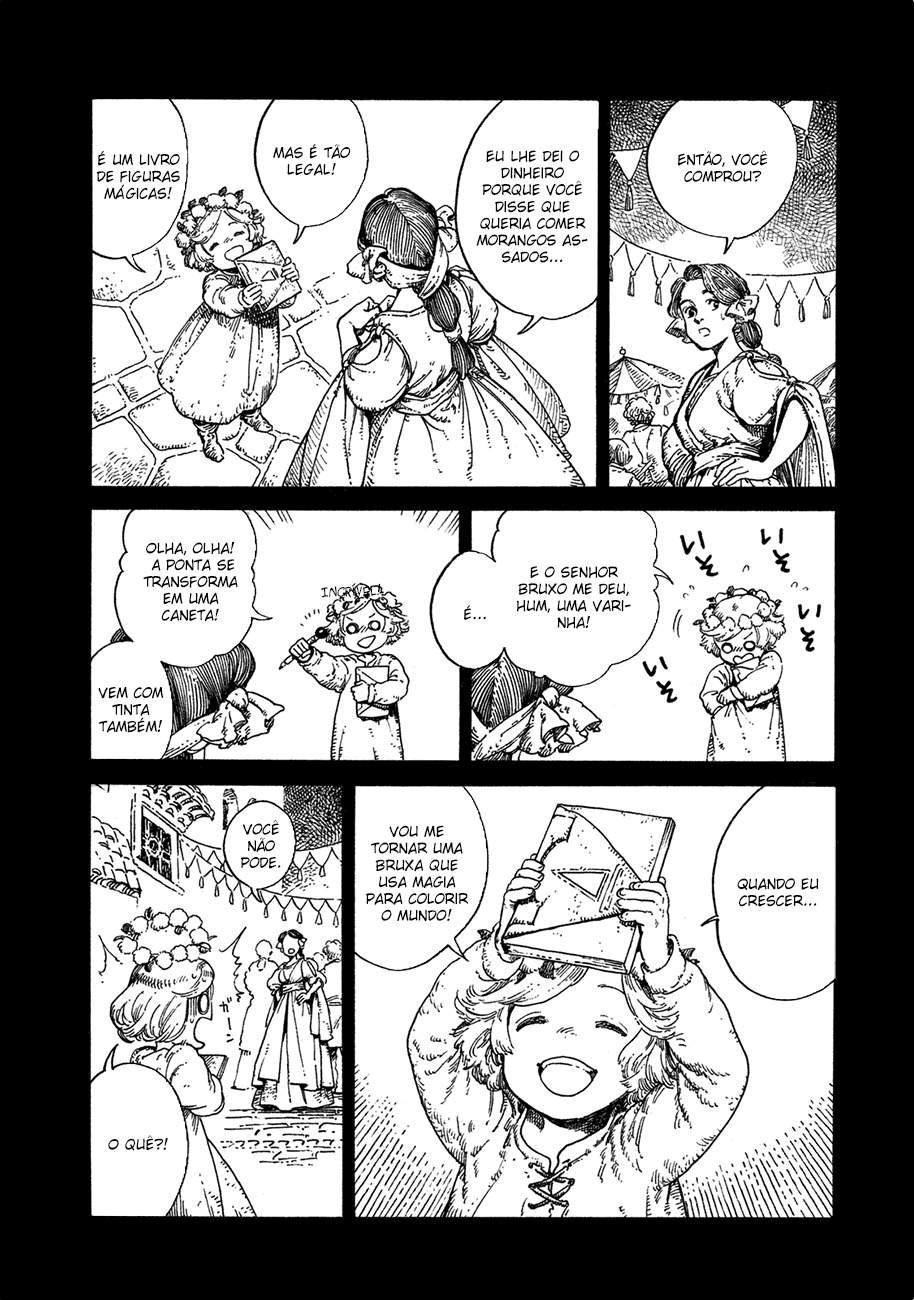 ENTÃO, VOCÊ
COMPROU?
EU LHE DEI O
DINHEIRO
PORQUE VOCÊ
DISSE QUE
QUERIA COMER
MORANGOS AS-
SADOS...
MAS É TÃO
LEGAL!
É UM LIVRO
DE FIGURAS
MÁGICAS!
いそ
いそ
いそ
いそ
E O SENHOR
BRUXO ME DEU,
HUM, UMA VARI-
NHA!
É...
INCRÍVEL
OLHA, OLHA!
A PONTA SE
TRANSFORMA
EM UMA
CANETA!
VEM COM
TINTA
TAMBÉM!
QUANDO EU
CRESCER...
VOU ME
TORNAR UMA
BRUXA QUE
USA MAGIA
PARA COLORIR
O MUNDO!
VOCÊ
NÃO
PODE.
O QUÊ?!